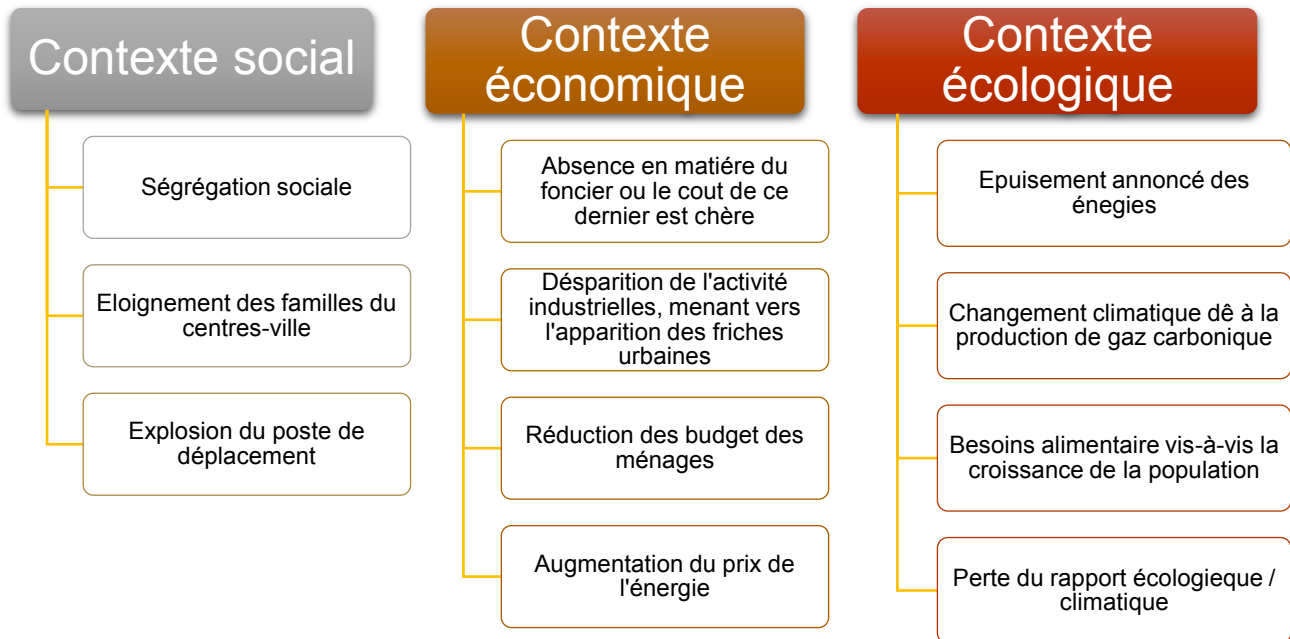 Contexte social
Ségrégation sociale
Eloignement des familles du
centres-ville
Explosion du poste de
déplacement
Contexte
économique
Absence en matiére du
foncier ou le cout de ce
dernier est chère
Désparition de l'activité
industrielles, menant vers
l'apparition des friches
urbaines
Réduction des budget des
ménages
Augmentation du prix de
l'énergie
Contexte
écologique
Epuisement annoncé des
énegies
Changement climatique dê à la
production de gaz carbonique
Besoins alimentaire vis-à-vis la
croissance de la population
Perte du rapport écologieque /
climatique